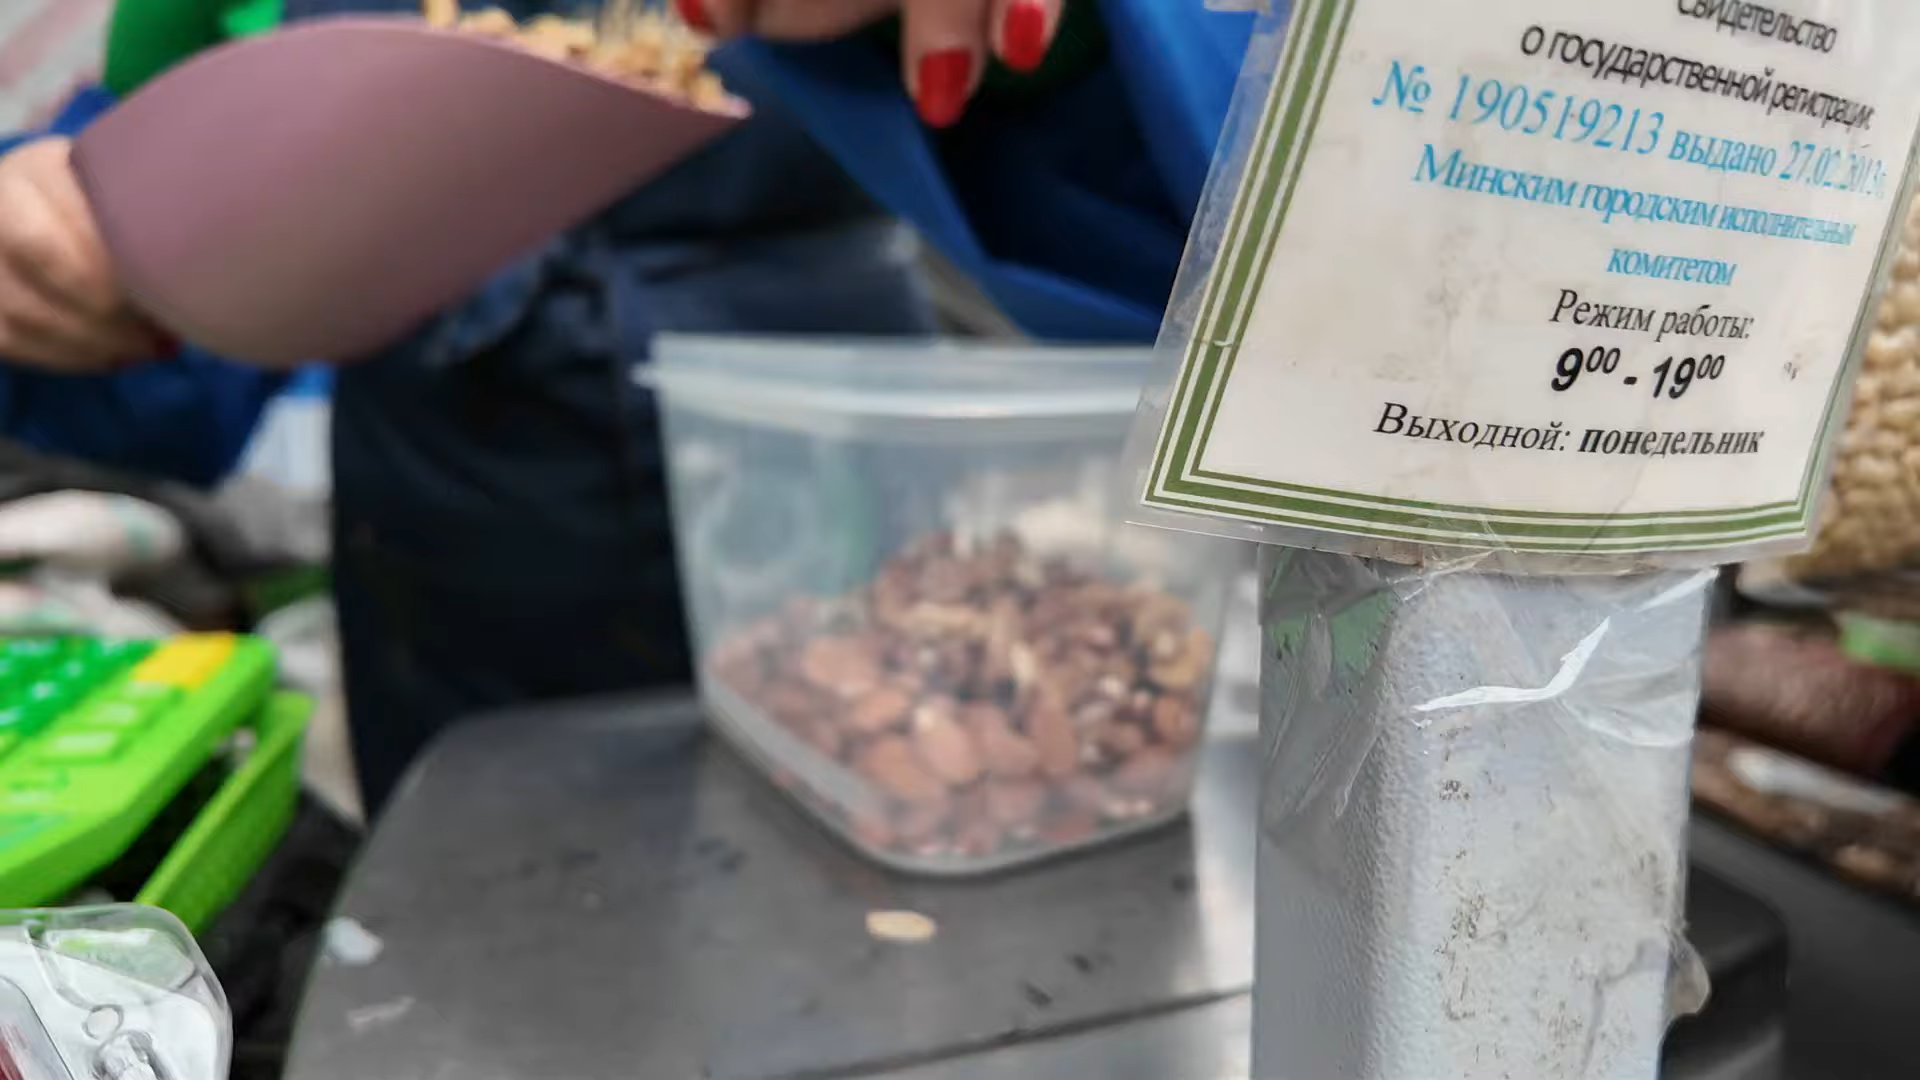 Свидетельство
о государственной регистрации:
№ 190519213 выдано 27.02.2013г.
Минским городским исполнительным
комитетом
Режим работы:
9⁰⁰ - 19⁰⁰
Выходной: понедельник